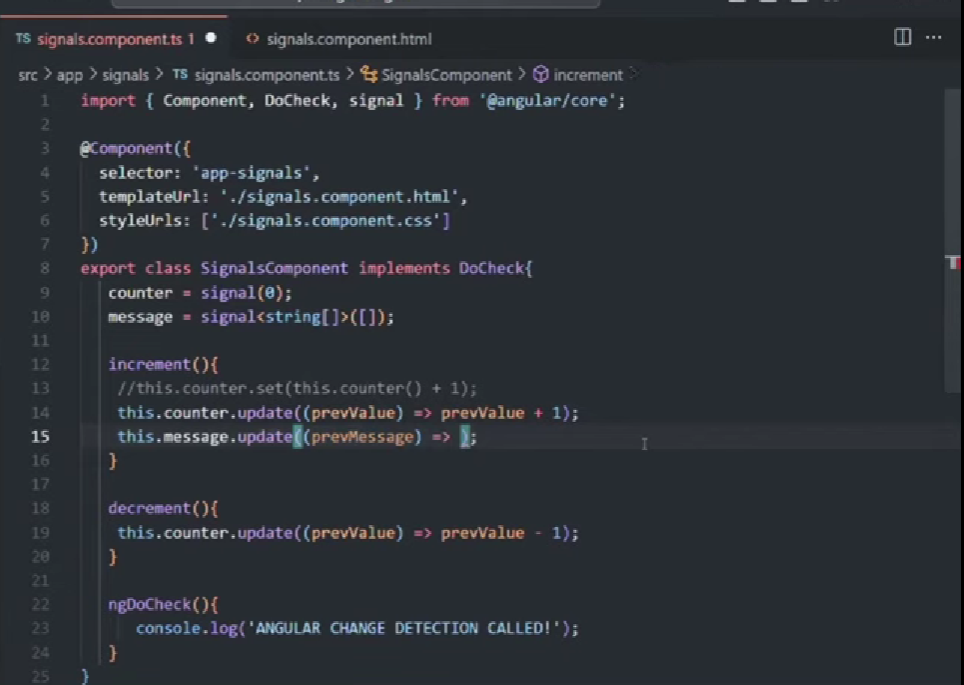 TS signals.component.ts 1 ● <> signals.component.html ...
src > app > signals > TS signals.component.ts > SignalsComponent > increment >
1 import { Component, DoCheck, signal } from '@angular/core';
2
3 @Component({
4 selector: 'app-signals',
5 templateUrl: './signals.component.html',
6 styleUrls: ['./signals.component.css']
7 })
8 export class SignalsComponent implements DoCheck{
9 counter = signal(0);
10 message = signal<string[]>([]);
11
12 increment(){
13 //this.counter.set(this.counter() + 1);
14 this.counter.update((prevValue) => prevValue + 1);
15 this.message.update((prevMessage) => );
16 }
17
18 decrement(){
19 this.counter.update((prevValue) => prevValue - 1);
20 }
21
22 ngDoCheck(){
23 console.log('ANGULAR CHANGE DETECTION CALLED!');
24 }
25 }